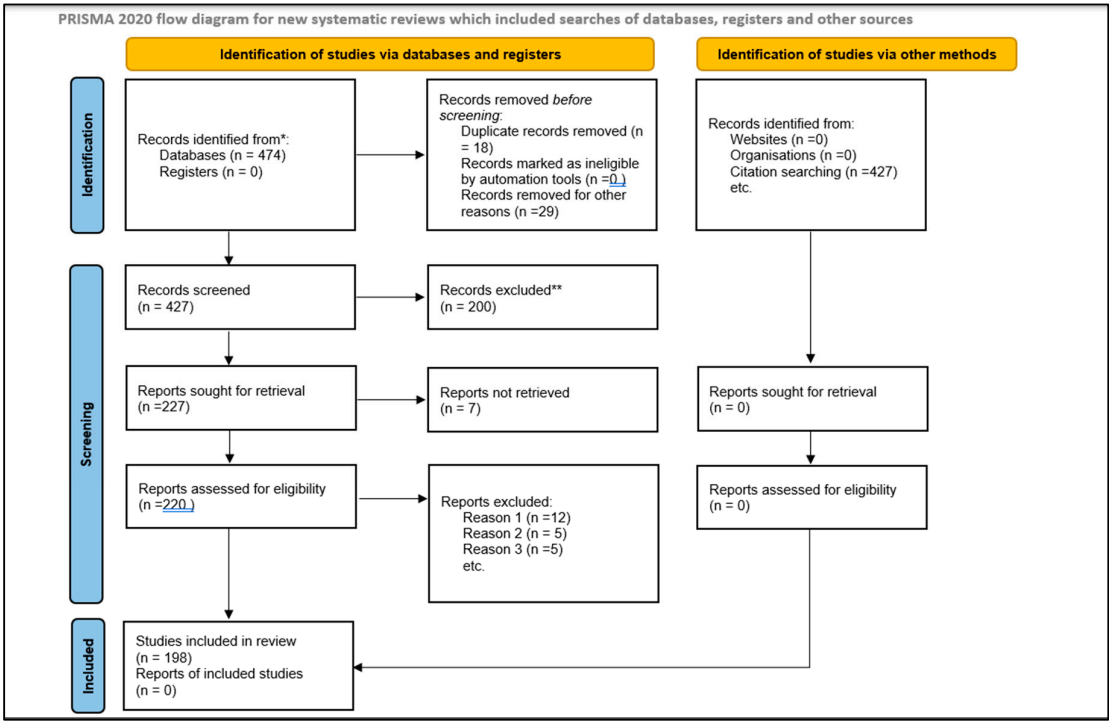 PRISMA 2020 flow diagram for new systematic reviews which included searches of databases, registers and other sources
Identification of studies via databases and registers
Identification of studies via other methods
Identification
Records identified from*:
Databases (n = 474)
Registers (n = 0)
Records removed before
screening:
Duplicate records removed (n
= 18)
Records marked as ineligible
by automation tools (n =0 )
Records removed for other
reasons (n =29)
Records identified from:
Websites (n =0)
Organisations (n =0)
Citation searching (n =427)
etc.
Screening
Records screened
(n = 427)
Records excluded**
(n = 200)
Reports sought for retrieval
(n =227)
Reports not retrieved
(n = 7)
Reports sought for retrieval
(n = 0)
Reports assessed for eligibility
(n =220 )
Reports excluded:
Reason 1 (n =12)
Reason 2 (n = 5)
Reason 3 (n =5)
etc.
Reports assessed for eligibility
(n = 0)
Included
Studies included in review
(n = 198)
Reports of included studies
(n = 0)